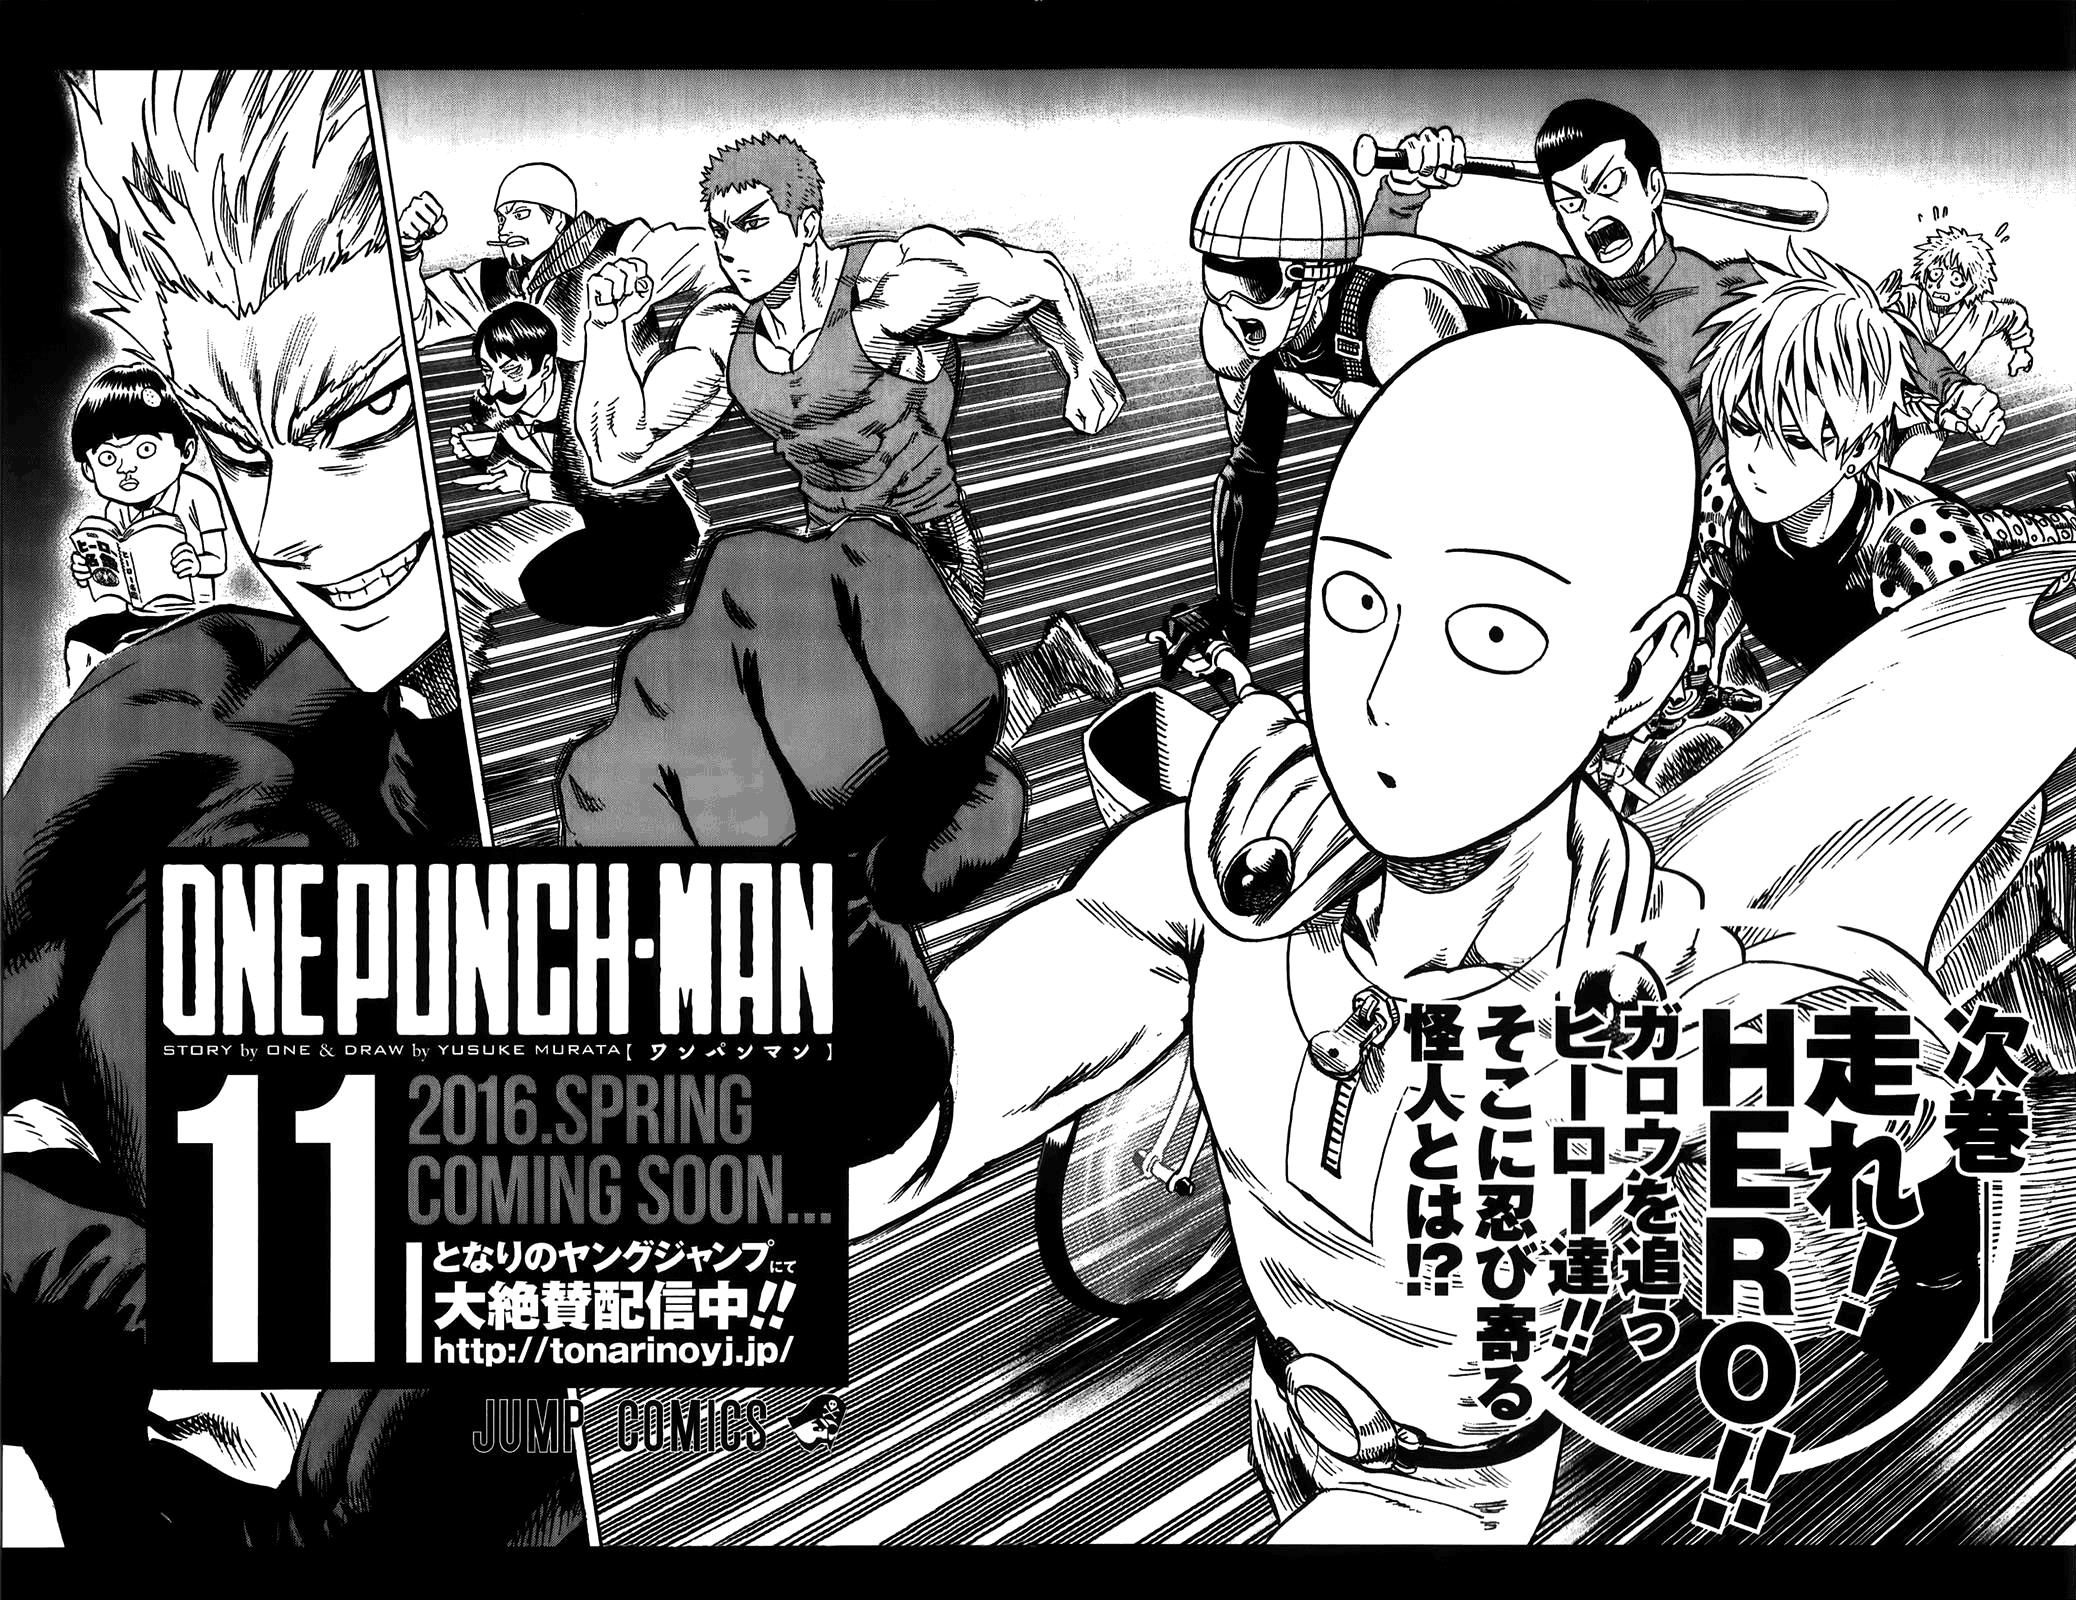 次巻──
走れ!
HERO!!
ガロウを追う
ヒーロー達!!
そこに忍び寄る
怪人とは!?
ONE PUNCH-MAN
STORY by ONE & DRAW by YUSUKE MURATA【 ワンパンマン 】
11
2016.SPRING
COMING SOON...
となりのヤングジャンプにて
大絶賛配信中!!
http://tonarinoyj.jp/
JUMP COMICS